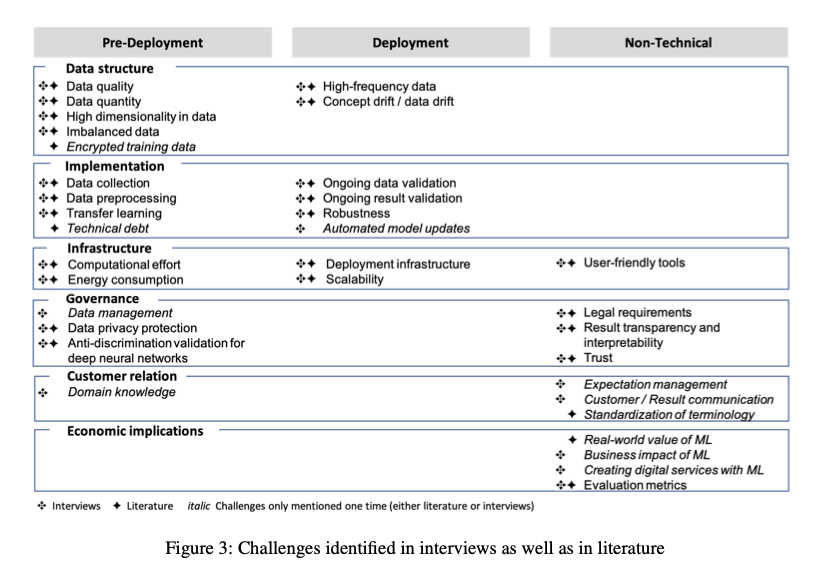 Pre-Deployment Deployment Non-Technical
Data structure
✣✦ Data quality
✣✦ Data quantity
✣✦ High dimensionality in data
✣✦ Imbalanced data
✦ Encrypted training data
✣✦ High-frequency data
✣✦ Concept drift / data drift
Implementation
✣✦ Data collection
✣✦ Data preprocessing
✣✦ Transfer learning
✦ Technical debt
✣✦ Ongoing data validation
✣✦ Ongoing result validation
✣✦ Robustness
✣ Automated model updates
Infrastructure
✣✦ Computational effort
✣✦ Energy consumption
✣✦ Deployment infrastructure
✣✦ Scalability
✣✦ User-friendly tools
Governance
✣ Data management
✣✦ Data privacy protection
✣✦ Anti-discrimination validation for
deep neural networks
✣✦ Legal requirements
✣✦ Result transparency and
interpretability
✣✦ Trust
Customer relation
✣ Domain knowledge
✣ Expectation management
✣ Customer / Result communication
✦ Standardization of terminology
Economic implications
✦ Real-world value of ML
✣ Business impact of ML
✣ Creating digital services with ML
✣✦ Evaluation metrics
✣ Interviews ✦ Literature italic Challenges only mentioned one time (either literature or interviews)
Figure 3: Challenges identified in interviews as well as in literature